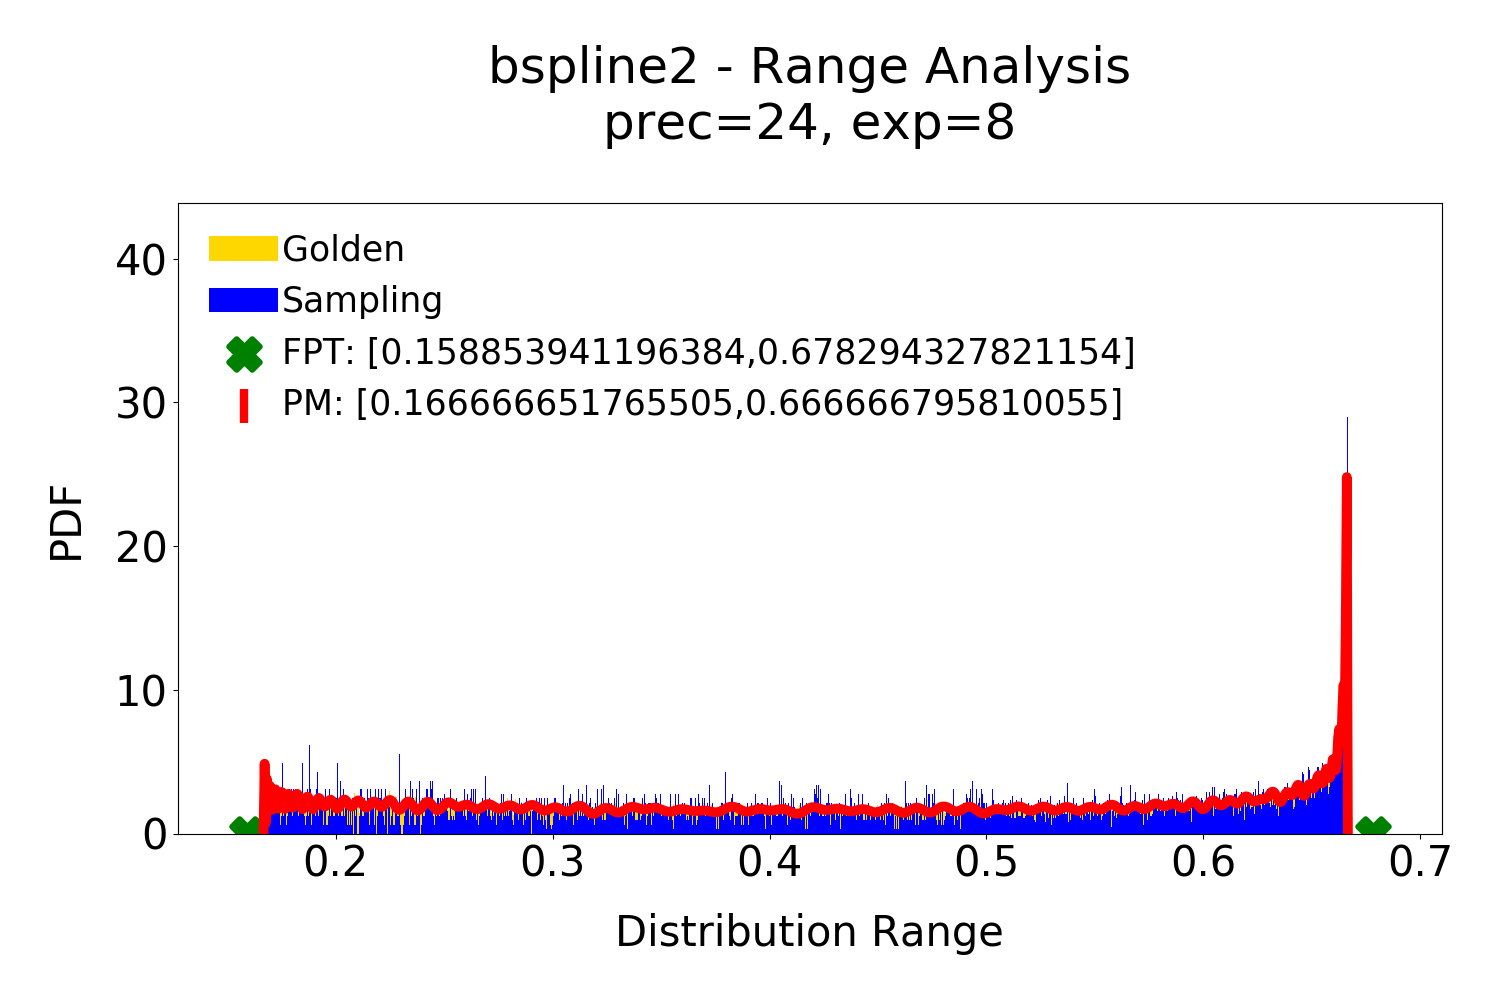 bspline2 - Range Analysis
prec=24, exp=8
Golden
Sampling
FPT: [0.158853941196384,0.678294327821154]
PM: [0.166666651765505,0.666666795810055]
40
30
20
10
0
PDF
0.2 0.3 0.4 0.5 0.6 0.7
Distribution Range